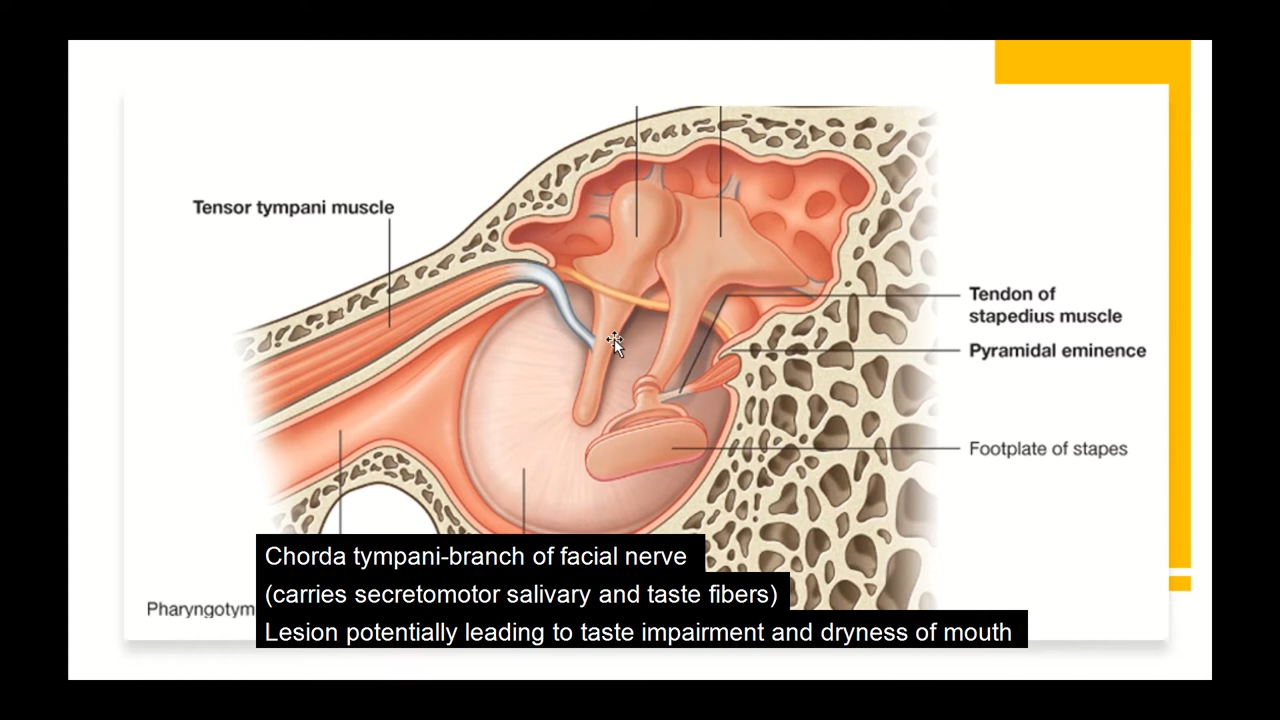 Tensor tympani muscle
Tendon of
stapedius muscle
Pyramidal eminence
Footplate of stapes
Chorda tympani-branch of facial nerve
(carries secretomotor salivary and taste fibers)
Pharyngotym
Lesion potentially leading to taste impairment and dryness of mouth